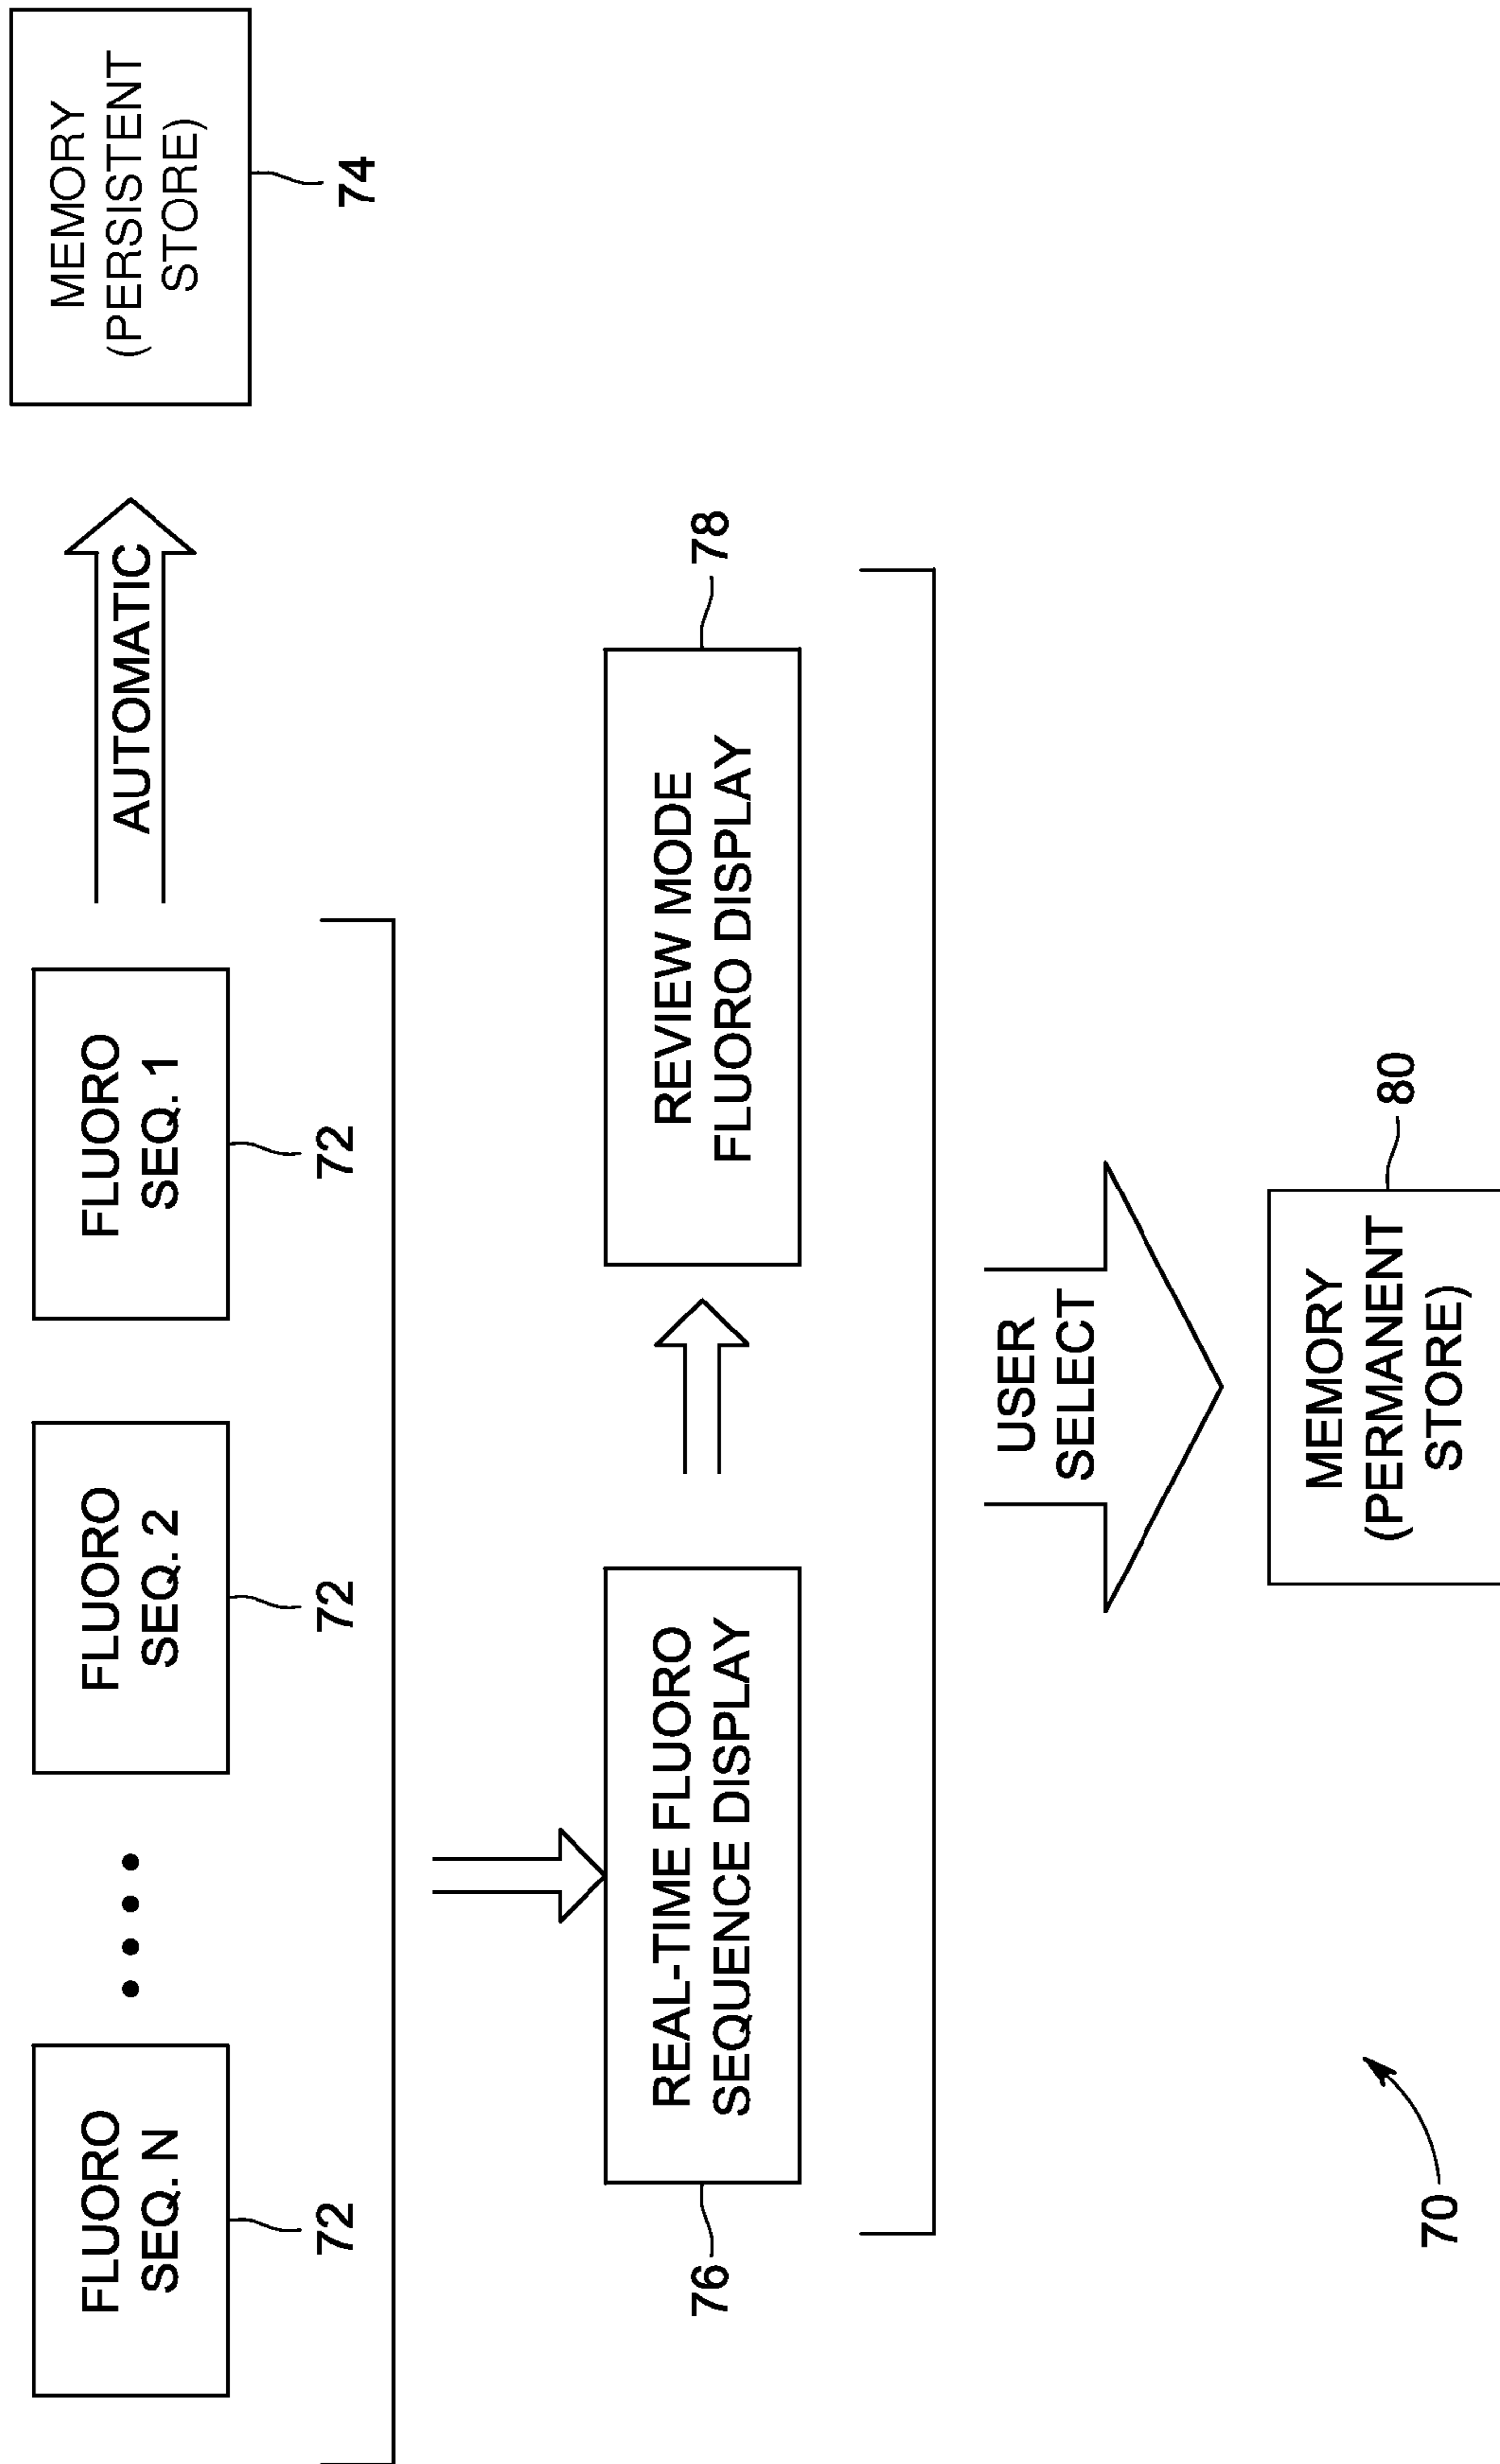 FLUORO
SEQ. N
72
FLUORO
SEQ. 2
72
FLUORO
SEQ. 1
72
AUTOMATIC
MEMORY
(PERSISTENT
STORE)
74
76
REAL-TIME FLUORO
SEQUENCE DISPLAY
REVIEW MODE
FLUORO DISPLAY
78
USER
SELECT
MEMORY
(PERMANENT
STORE)
80
70